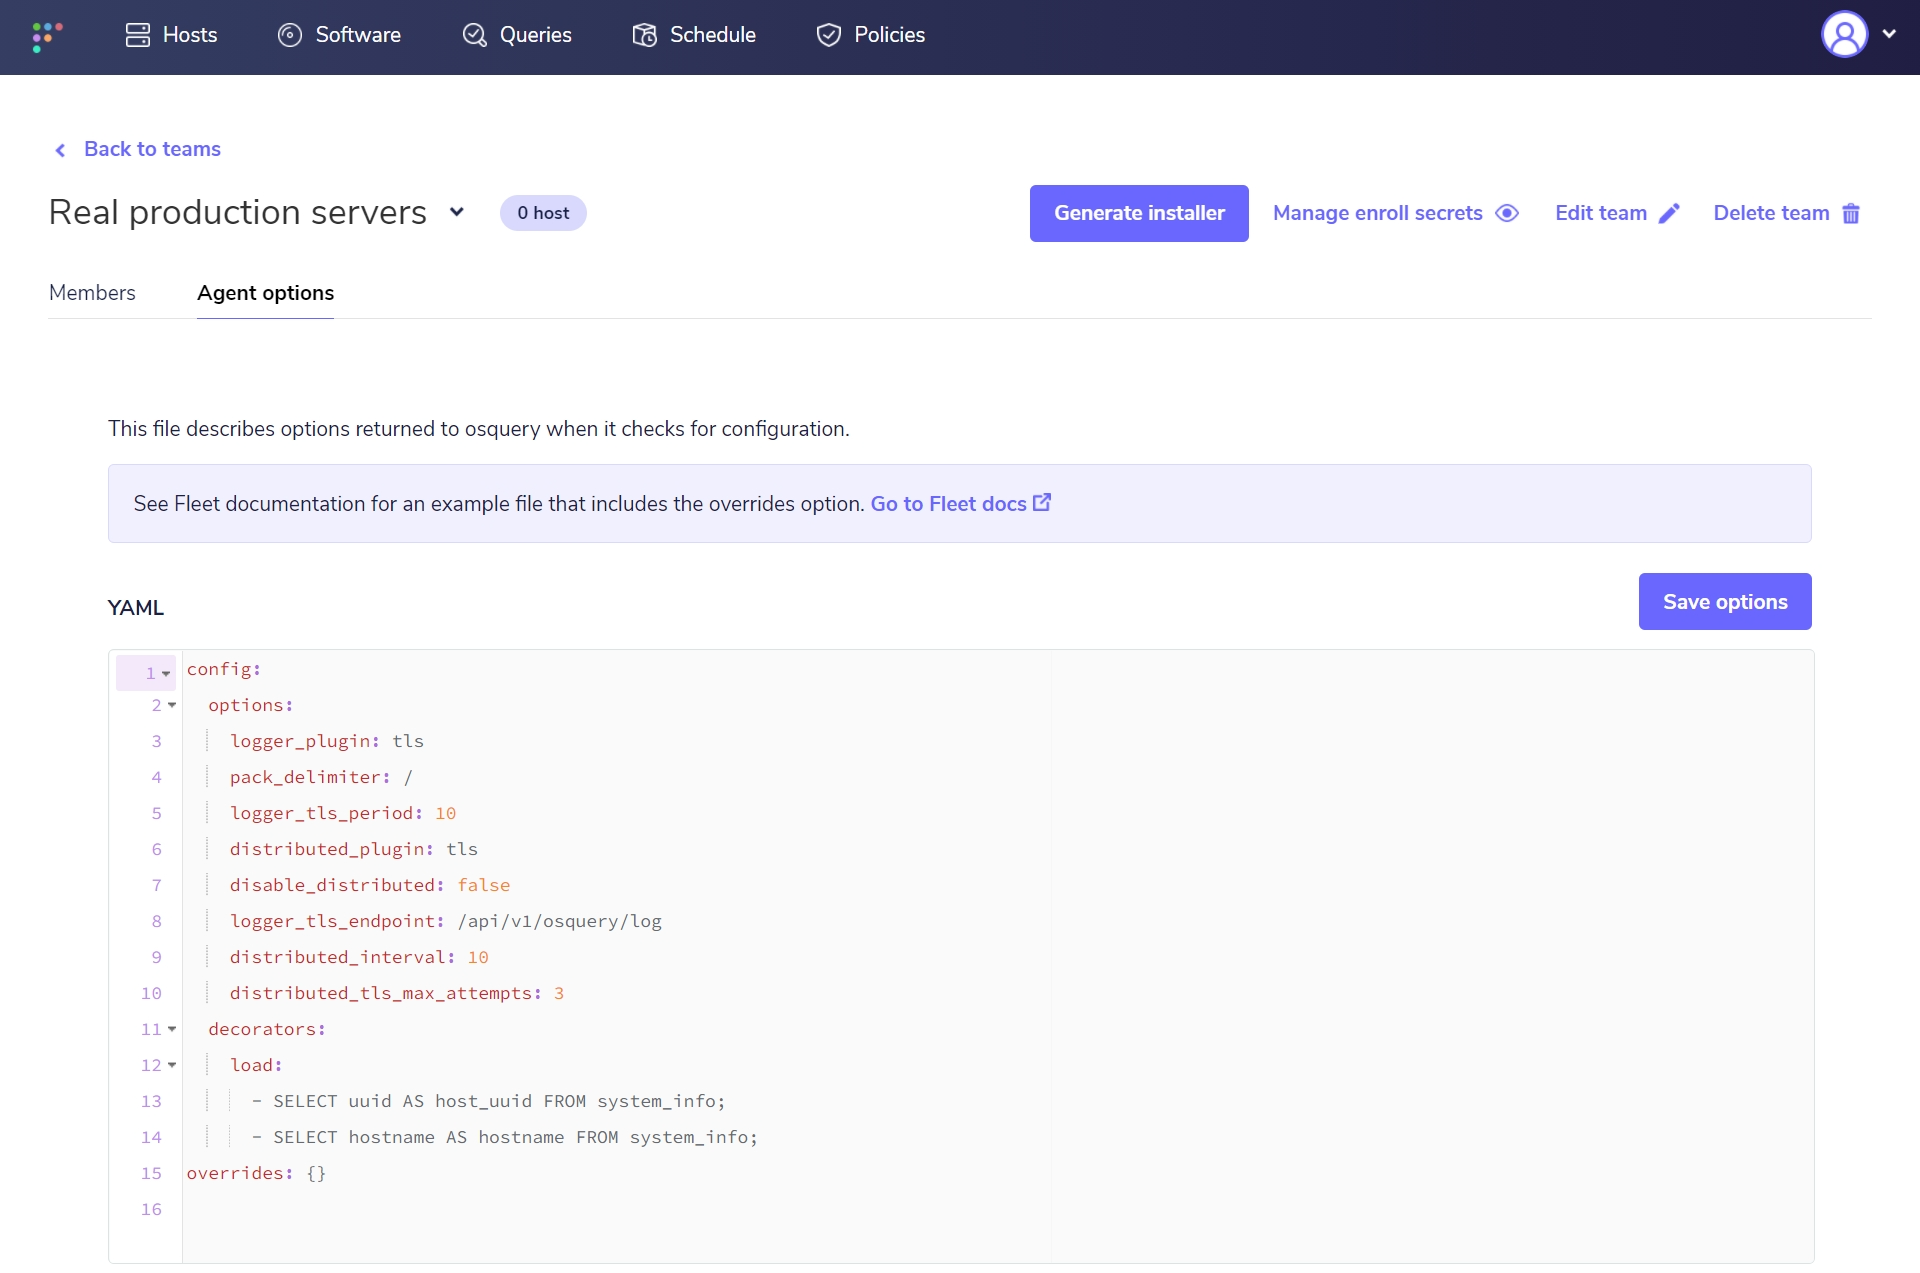 Hosts Software Queries Schedule Policies
Back to teams
Real production servers 0 host Generate installer Manage enroll secrets Edit team Delete team
Members Agent options
This file describes options returned to osquery when it checks for configuration.
See Fleet documentation for an example file that includes the overrides option. Go to Fleet docs
YAML Save options
1 config:
2 options:
3 logger_plugin: tls
4 pack_delimiter: /
5 logger_tls_period: 10
6 distributed_plugin: tls
7 disable_distributed: false
8 logger_tls_endpoint: /api/v1/osquery/log
9 distributed_interval: 10
10 distributed_tls_max_attempts: 3
11 decorators:
12 load:
13 - SELECT uuid AS host_uuid FROM system_info;
14 - SELECT hostname AS hostname FROM system_info;
15 overrides: {}
16